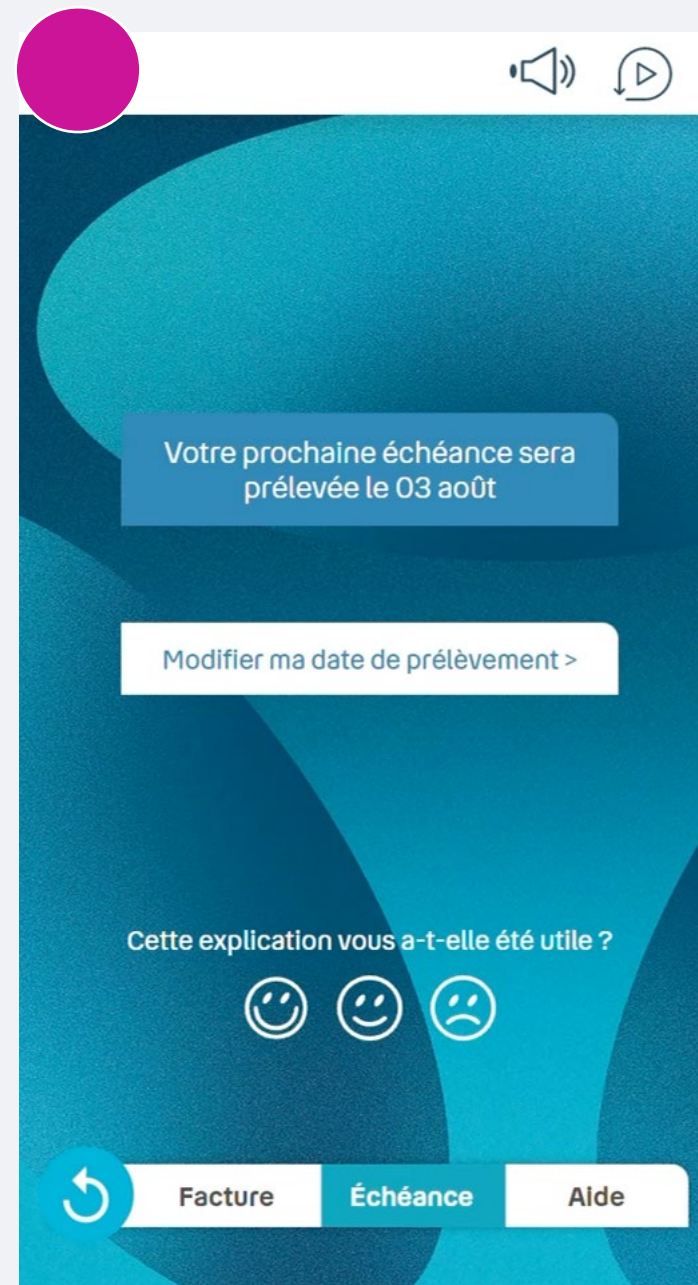 Votre prochaine échéance sera
prélevée le 03 août
Modifier ma date de prélèvement >
Cette explication vous a-t-elle été utile ?
Facture
Échéance
Aide